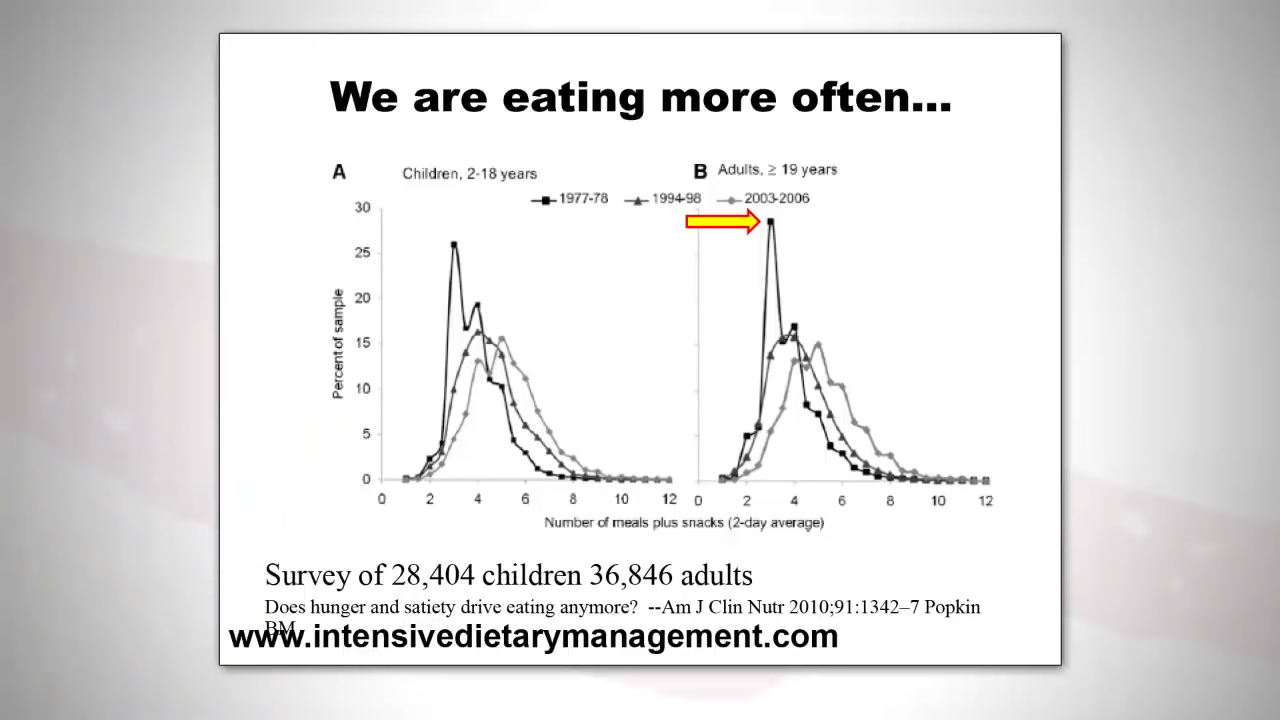 We are eating more often...
A Children, 2-18 years
B Adults, ≥ 19 years
1977-78 1994-98 2003-2006
30
25
20
15
10
5
0
Percent of sample
0 2 4 6 8 10 12
0 2 4 6 8 10 12
Number of meals plus snacks (2-day average)
Survey of 28,404 children 36,846 adults
Does hunger and satiety drive eating anymore? --Am J Clin Nutr 2010;91:1342–7 Popkin
BM
www.intensivedietarymanagement.com